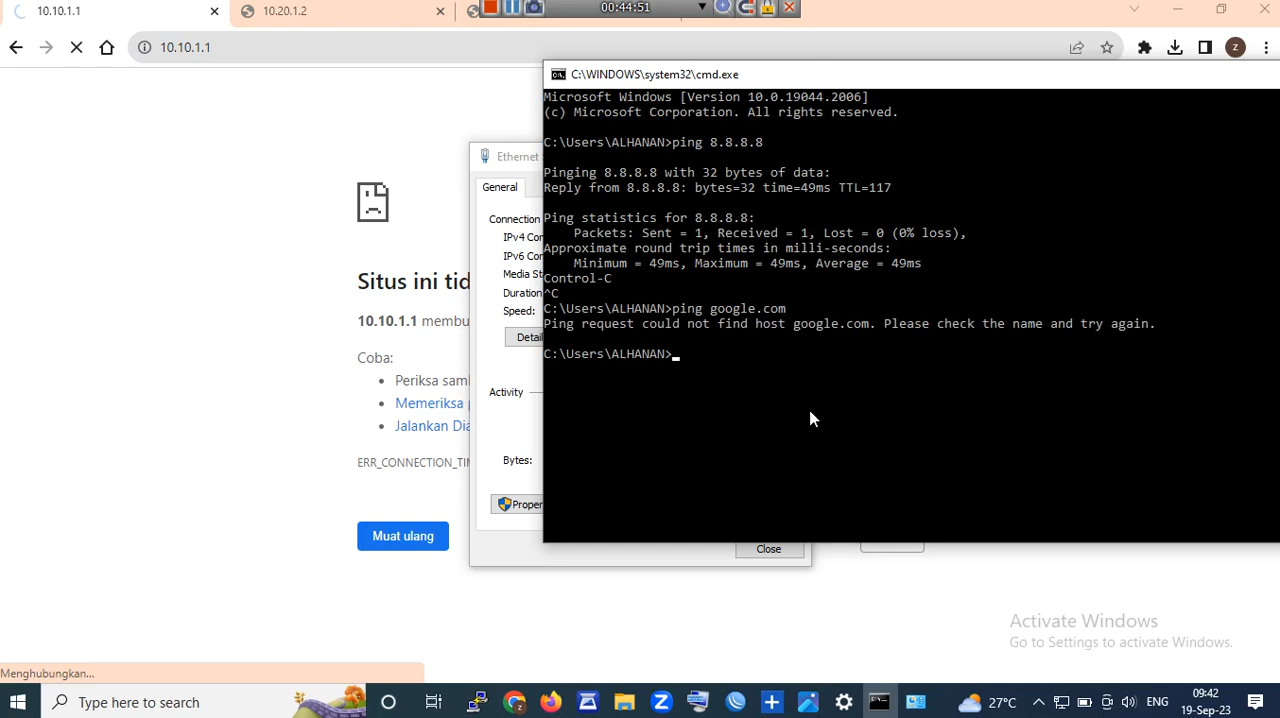 10.10.1.1
10.20.1.2
00:44:51
10.10.1.1
z
C:\WINDOWS\system32\cmd.exe
Microsoft Windows [Version 10.0.19044.2006]
(c) Microsoft Corporation. All rights reserved.
C:\Users\ALHANAN>ping 8.8.8.8
Pinging 8.8.8.8 with 32 bytes of data:
Reply from 8.8.8.8: bytes=32 time=49ms TTL=117
Ping statistics for 8.8.8.8:
Packets: Sent = 1, Received = 1, Lost = 0 (0% loss),
Approximate round trip times in milli-seconds:
Minimum = 49ms, Maximum = 49ms, Average = 49ms
Control-C
^C
C:\Users\ALHANAN>ping google.com
Ping request could not find host google.com. Please check the name and try again.
C:\Users\ALHANAN>
Ethernet
General
Connection
IPv4 Con
IPv6 Con
Media St
Duration
Speed:
Detail
Activity
Bytes:
Proper
Close
Situs ini tid
10.10.1.1 membu
Coba:
Periksa sam
Memeriksa
Jalankan Dia
ERR_CONNECTION_TIM
Muat ulang
Activate Windows
Go to Settings to activate Windows.
Menghubungkan...
Type here to search
27°C
ENG
09:42
19-Sep-23